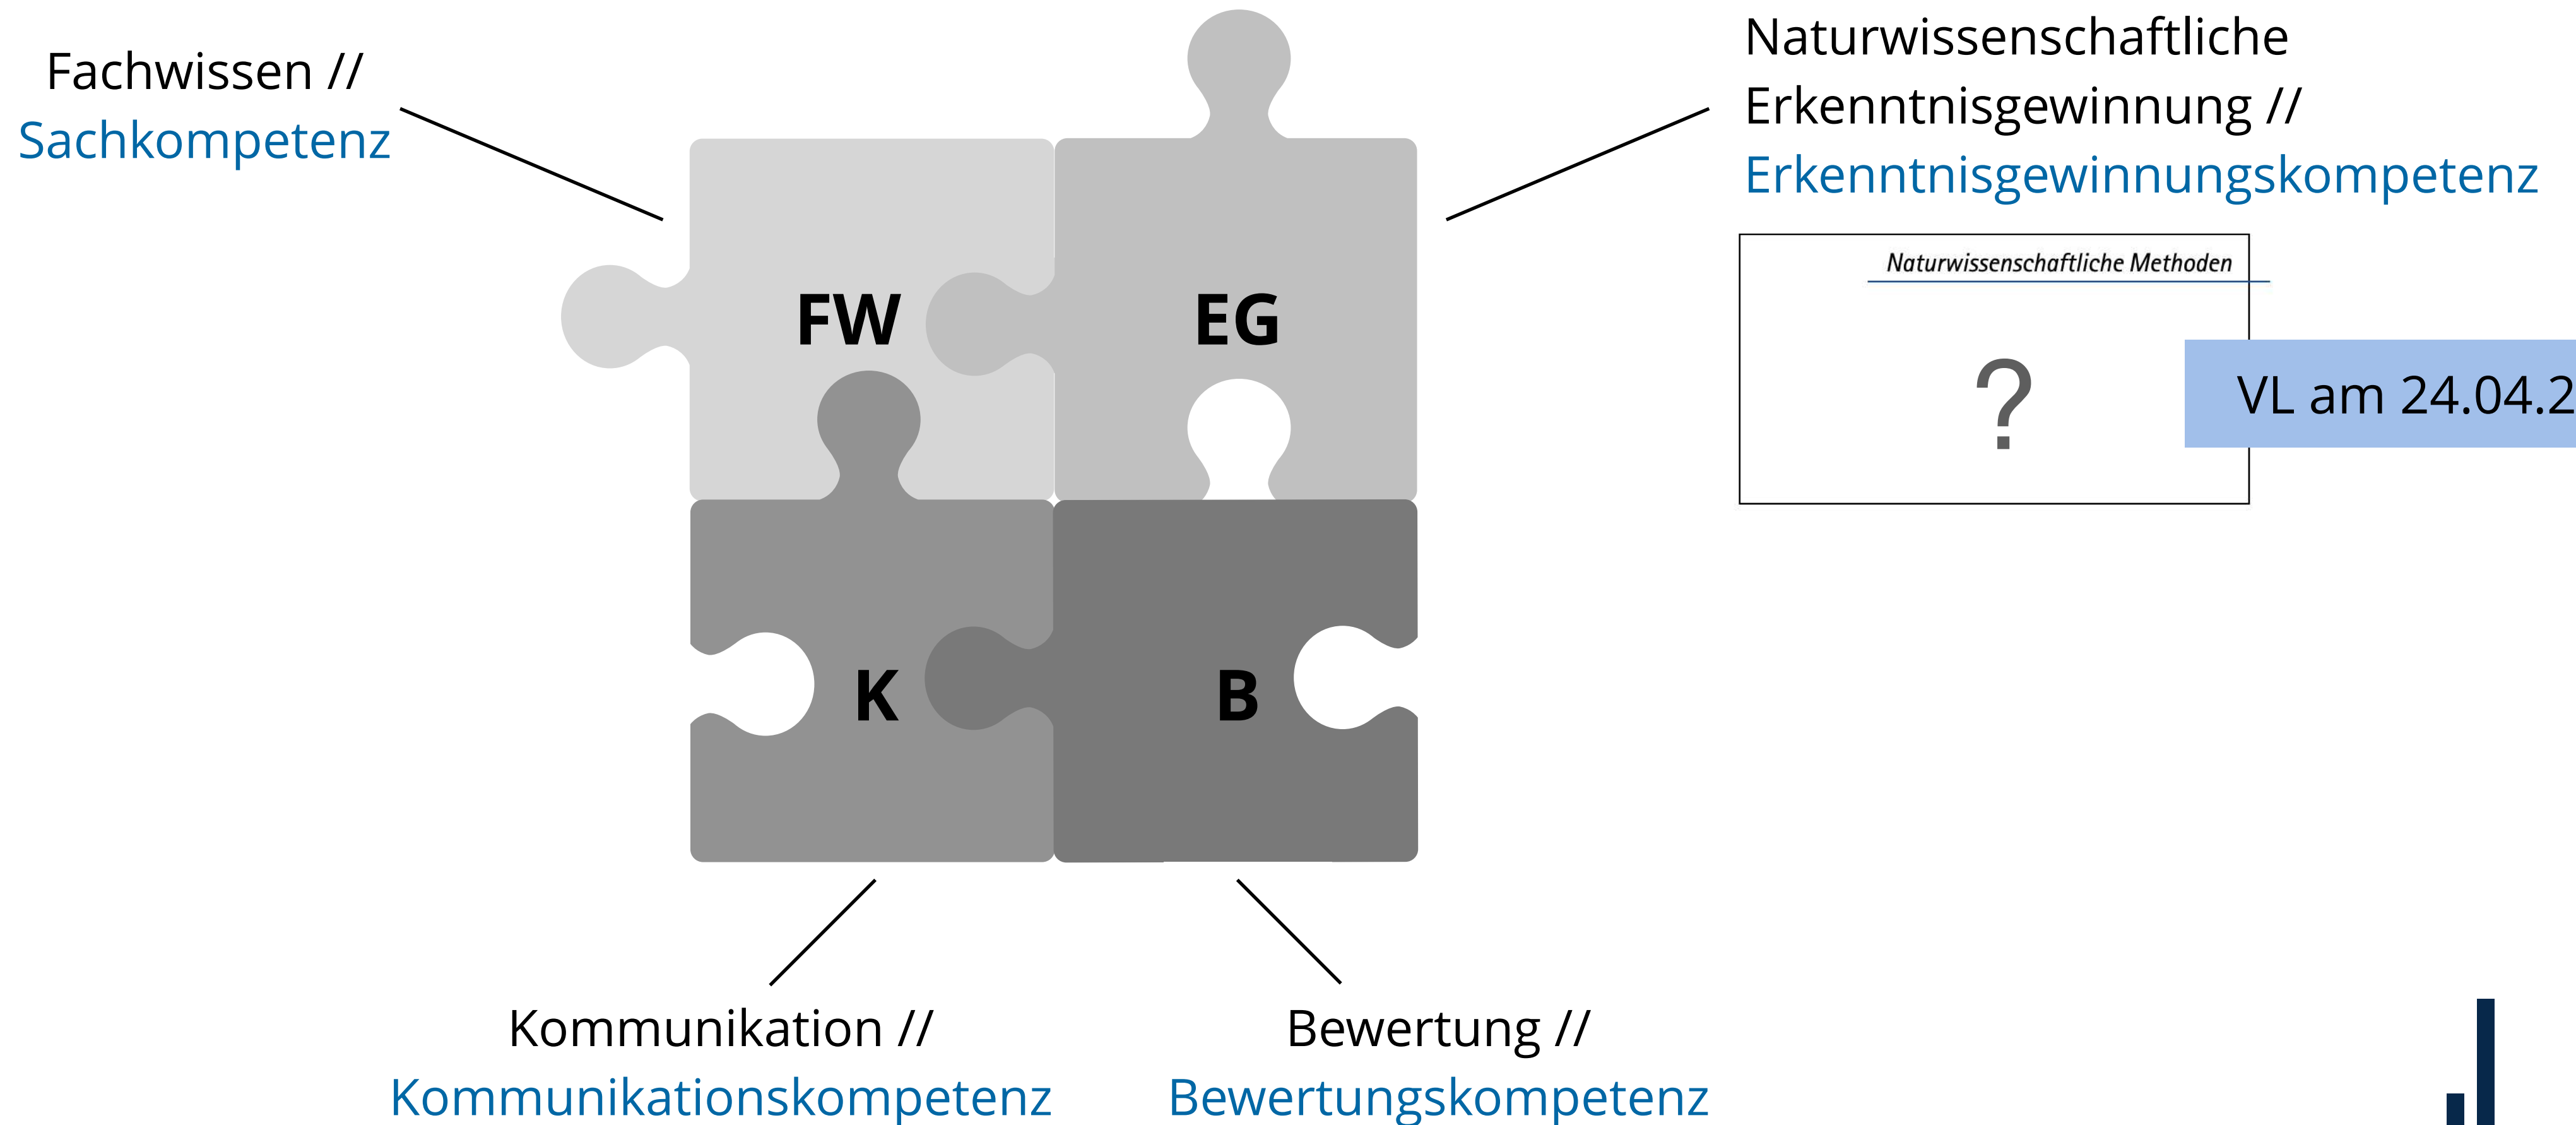 Fachwissen //
Sachkompetenz
Naturwissenschaftliche
Erkenntnisgewinnung //
Erkenntnisgewinnungskompetenz
Naturwissenschaftliche Methoden
?
VL am 24.04.2
FW
EG
K
B
Kommunikation //
Kommunikationskompetenz
Bewertung //
Bewertungskompetenz